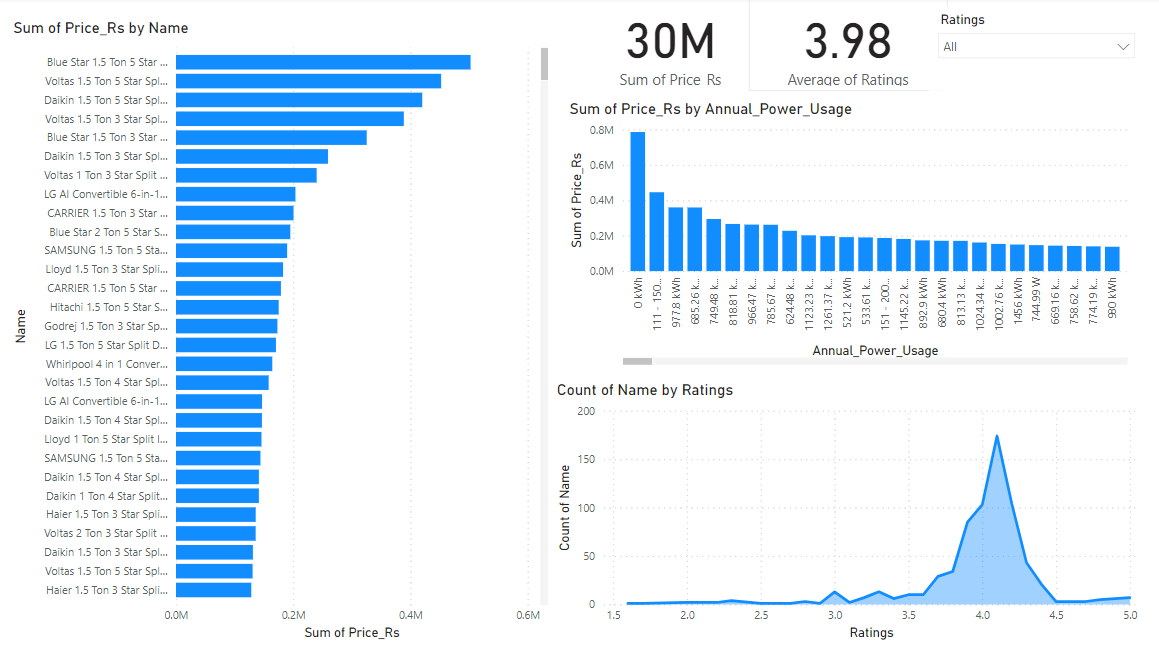 Sum of Price_Rs by Name
Name
Blue Star 1.5 Ton 5 Star ...
Voltas 1.5 Ton 5 Star Spl...
Daikin 1.5 Ton 5 Star Spl...
Voltas 1.5 Ton 3 Star Spl...
Blue Star 1.5 Ton 3 Star ...
Daikin 1.5 Ton 3 Star Spl...
Voltas 1 Ton 3 Star Split ...
LG AI Convertible 6-in-1...
CARRIER 1.5 Ton 3 Star ...
Blue Star 2 Ton 5 Star S...
SAMSUNG 1.5 Ton 5 Sta...
Lloyd 1.5 Ton 3 Star Spli...
CARRIER 1.5 Ton 5 Star ...
Hitachi 1.5 Ton 5 Star S...
Godrej 1.5 Ton 3 Star Sp...
LG 1.5 Ton 5 Star Split D...
Whirlpool 4 in 1 Conver...
Voltas 1.5 Ton 4 Star Spl...
LG AI Convertible 6-in-1...
Daikin 1.5 Ton 4 Star Spl...
Lloyd 1 Ton 5 Star Split I...
SAMSUNG 1.5 Ton 5 Sta...
Daikin 1.5 Ton 4 Star Spl...
Daikin 1 Ton 4 Star Split...
Haier 1.5 Ton 3 Star Spli...
Voltas 2 Ton 3 Star Split ...
Daikin 1.5 Ton 3 Star Spl...
Voltas 1.5 Ton 5 Star Spl...
Haier 1.5 Ton 3 Star Spli...
0.0M 0.2M 0.4M 0.6M
Sum of Price_Rs
30M
Sum of Price_Rs
3.98
Average of Ratings
Ratings
All
Sum of Price_Rs by Annual_Power_Usage
Sum of Price_Rs
0.8M
0.6M
0.4M
0.2M
0.0M
0 kWh
111 - 150...
977.8 kWh
685.26 k...
749.48 k...
818.81 k...
966.47 k...
785.67 k...
624.48 k...
1123.23 k...
1261.37 k...
521.2 kWh
533.61 k...
151 - 200...
1145.22 k...
892.9 kWh
680.4 kWh
813.13 k...
1024.34 k...
1002.76 k...
1456 kWh
744.99 W
669.16 k...
758.62 k...
774.19 k...
980 kWh
Annual_Power_Usage
Count of Name by Ratings
Count of Name
200
150
100
50
0
1.5 2.0 2.5 3.0 3.5 4.0 4.5 5.0
Ratings